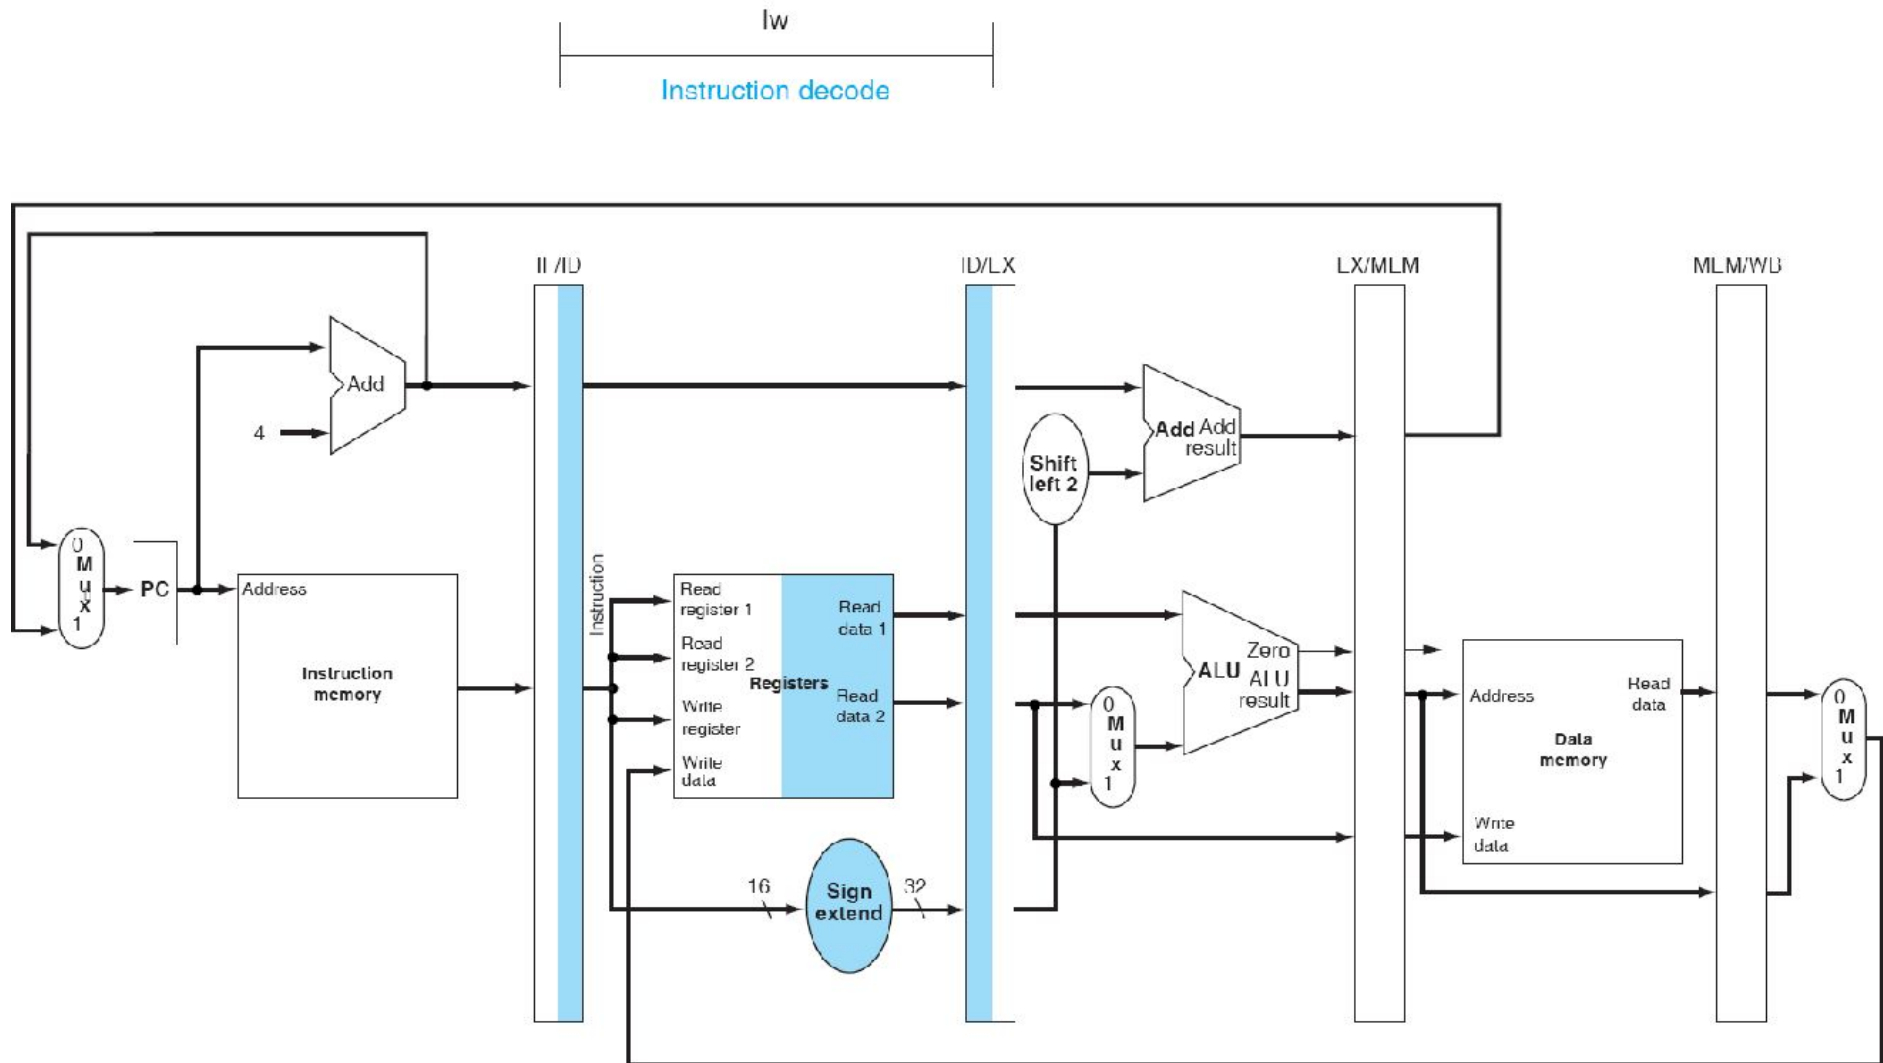 lw
Instruction decode
IF/ID
ID/EX
EX/MEM
MEM/WB
Add
4
Add Add
result
Shift
left 2
0
M
u
x
1
PC
Address
Instruction
memory
Instruction
Read
register 1
Read
register 2
Write
register
Write
data
Registers
Read
data 1
Read
data 2
16
Sign
extend
32
0
M
u
x
1
Zero
ALU ALU
result
Address
Read
data
Data
memory
Write
data
0
M
u
x
1